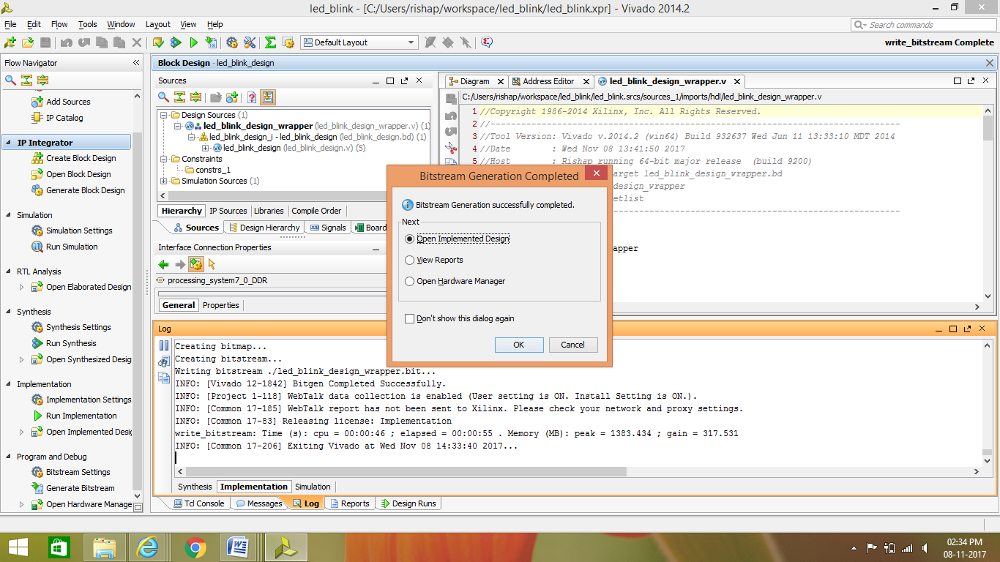 led_blink - [C:/Users/rishap/workspace/led_blink/led_blink.xpr] - Vivado 2014.2
File Edit Flow Tools Window Layout View Help
Search commands
Default Layout
write_bitstream Complete
Flow Navigator
Add Sources
IP Catalog
IP Integrator
Create Block Design
Open Block Design
Generate Block Design
Simulation
Simulation Settings
Run Simulation
RTL Analysis
Open Elaborated Design
Synthesis
Synthesis Settings
Run Synthesis
Open Synthesized Desig
Implementation
Implementation Settings
Run Implementation
Open Implemented Desig
Program and Debug
Bitstream Settings
Generate Bitstream
Open Hardware Manage
Block Design - led_blink_design
Sources
Design Sources (1)
led_blink_design_wrapper (led_blink_design_wrapper.v) (1)
led_blink_design_i - led_blink_design (led_blink_design.bd) (1)
led_blink_design (led_blink_design.v) (5)
Constraints
constrs_1
Simulation Sources (1)
Hierarchy IP Sources Libraries Compile Order
Sources Design Hierarchy Signals Board
Interface Connection Properties
processing_system7_0_DDR
General Properties
Diagram Address Editor led_blink_design_wrapper.v
C:/Users/rishap/workspace/led_blink/led_blink.srcs/sources_1/imports/hdl/led_blink_design_wrapper.v
1 //Copyright 1986-2014 Xilinx, Inc. All Rights Reserved.
2 //--------------------------------------------------------------------------------
3 //Tool Version: Vivado v.2014.2 (win64) Build 932637 Wed Jun 11 13:33:10 MDT 2014
4 //Date : Wed Nov 08 13:41:50 2017
5 //Host : Rishap running 64-bit major release (build 9200)
arget led_blink_design_wrapper.bd
design_wrapper
etlist
--------------------------------------------------------------------------------
apper
Bitstream Generation Completed
Bitstream Generation successfully completed.
Next
Open Implemented Design
View Reports
Open Hardware Manager
Don't show this dialog again
OK Cancel
Log
Creating bitmap...
Creating bitstream...
Writing bitstream ./led_blink_design_wrapper.bit...
INFO: [Vivado 12-1842] Bitgen Completed Successfully.
INFO: [Project 1-118] WebTalk data collection is enabled (User setting is ON. Install Setting is ON.).
INFO: [Common 17-185] WebTalk report has not been sent to Xilinx. Please check your network and proxy settings.
INFO: [Common 17-83] Releasing license: Implementation
write_bitstream: Time (s): cpu = 00:00:46 ; elapsed = 00:00:55 . Memory (MB): peak = 1383.434 ; gain = 317.531
INFO: [Common 17-206] Exiting Vivado at Wed Nov 08 14:33:40 2017...
Synthesis Implementation Simulation
Tcl Console Messages Log Reports Design Runs
02:34 PM
08-11-2017